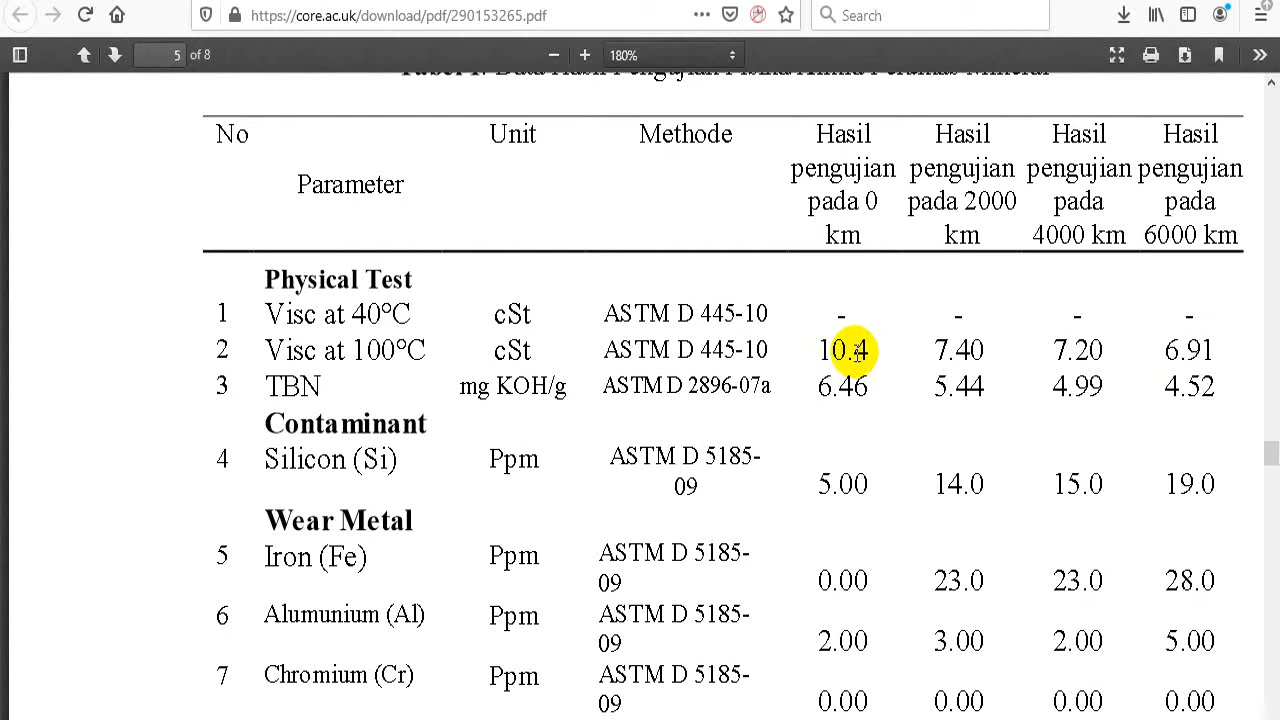 https://core.ac.uk/download/pdf/290153265.pdf
Search
5 of 8
180%
No Parameter Unit Methode Hasil pengujian pada 0 km Hasil pengujian pada 2000 km Hasil pengujian pada 4000 km Hasil pengujian pada 6000 km
Physical Test
1 Visc at 40°C cSt ASTM D 445-10 - - - -
2 Visc at 100°C cSt ASTM D 445-10 10.4 7.40 7.20 6.91
3 TBN mg KOH/g ASTM D 2896-07a 6.46 5.44 4.99 4.52
Contaminant
4 Silicon (Si) Ppm ASTM D 5185-09 5.00 14.0 15.0 19.0
Wear Metal
5 Iron (Fe) Ppm ASTM D 5185-09 0.00 23.0 23.0 28.0
6 Alumunium (Al) Ppm ASTM D 5185-09 2.00 3.00 2.00 5.00
7 Chromium (Cr) Ppm ASTM D 5185-09 0.00 0.00 0.00 0.00